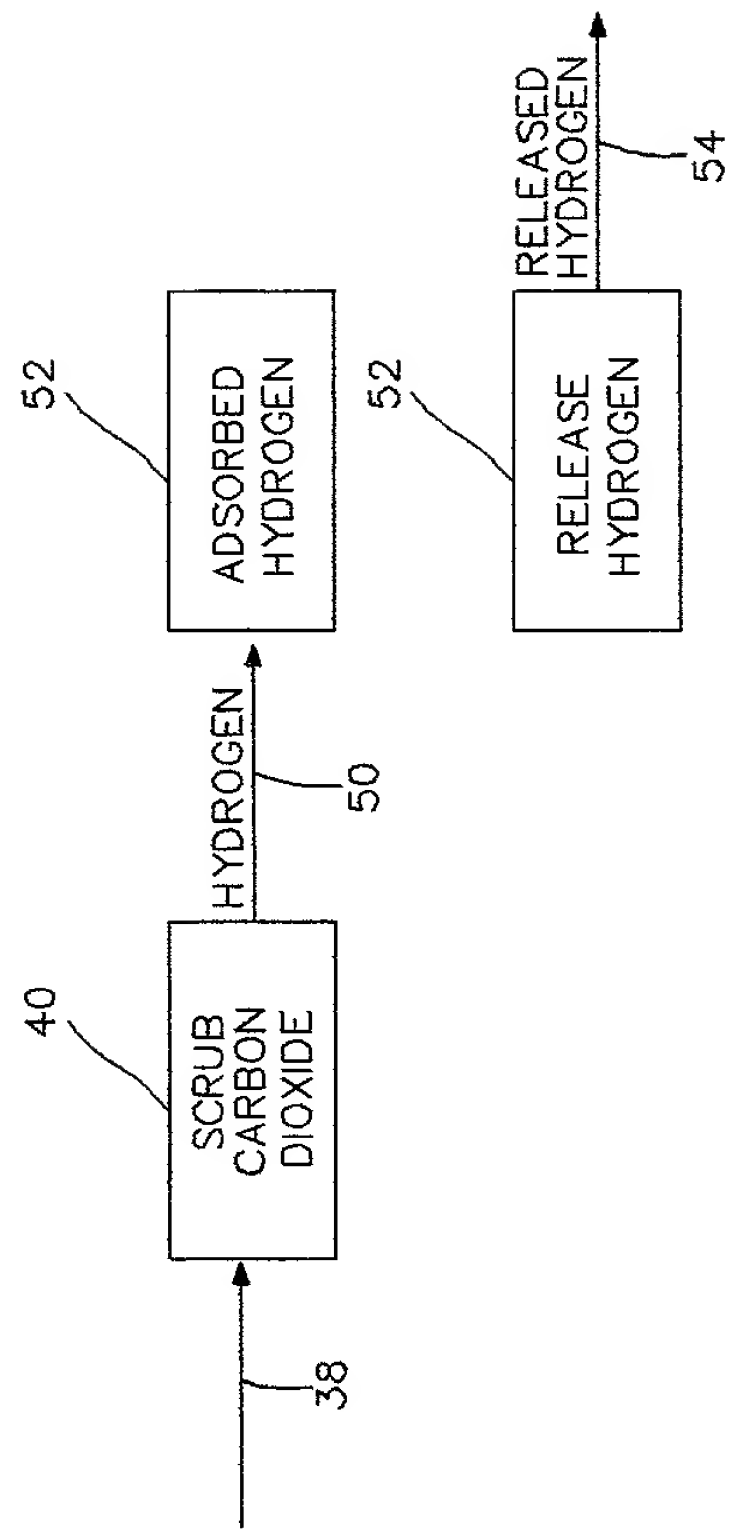 38
40
SCRUB
CARBON
DIOXIDE
HYDROGEN
50
52
ADSORBED
HYDROGEN
52
RELEASE
HYDROGEN
RELEASED
HYDROGEN
54